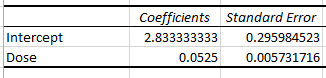 Coefficients Standard Error
Intercept 2.833333333 0.295984523
Dose 0.0525 0.005731716